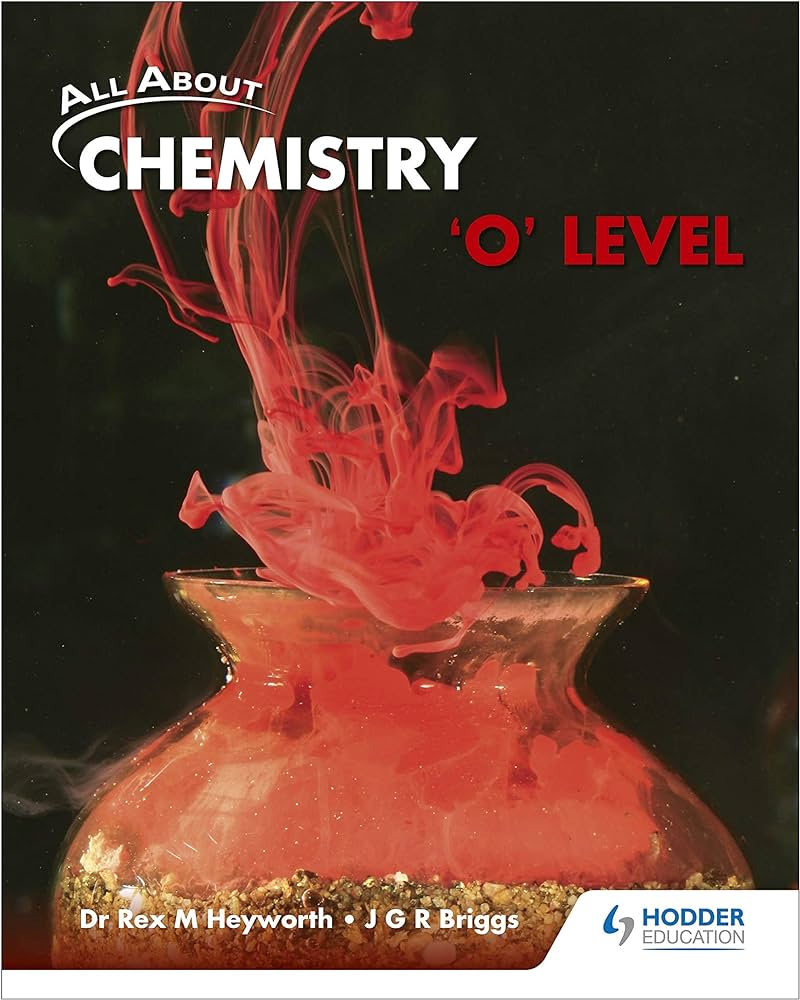 ALL ABOUT
CHEMISTRY
‘O’ LEVEL
Dr Rex M Heyworth • J G R Briggs
HODDER
EDUCATION